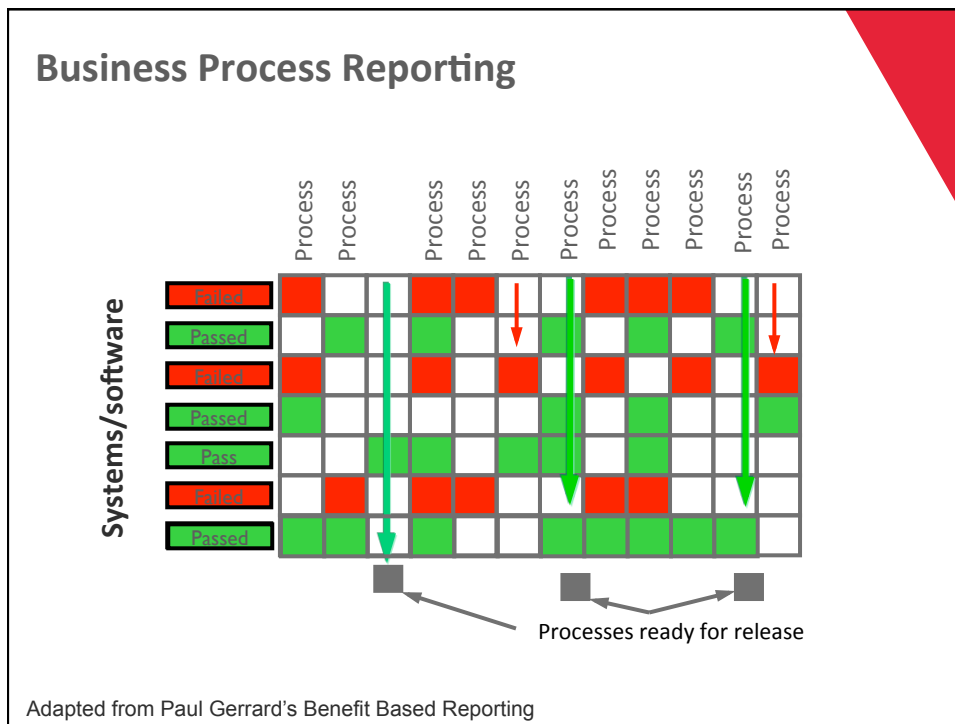 Business Process Reporting
Process
Process
Process
Process
Process
Process
Process
Process
Process
Process
Process
Systems/software
Failed
Passed
Failed
Passed
Pass
Failed
Passed
Processes ready for release
Adapted from Paul Gerrard's Benefit Based Reporting